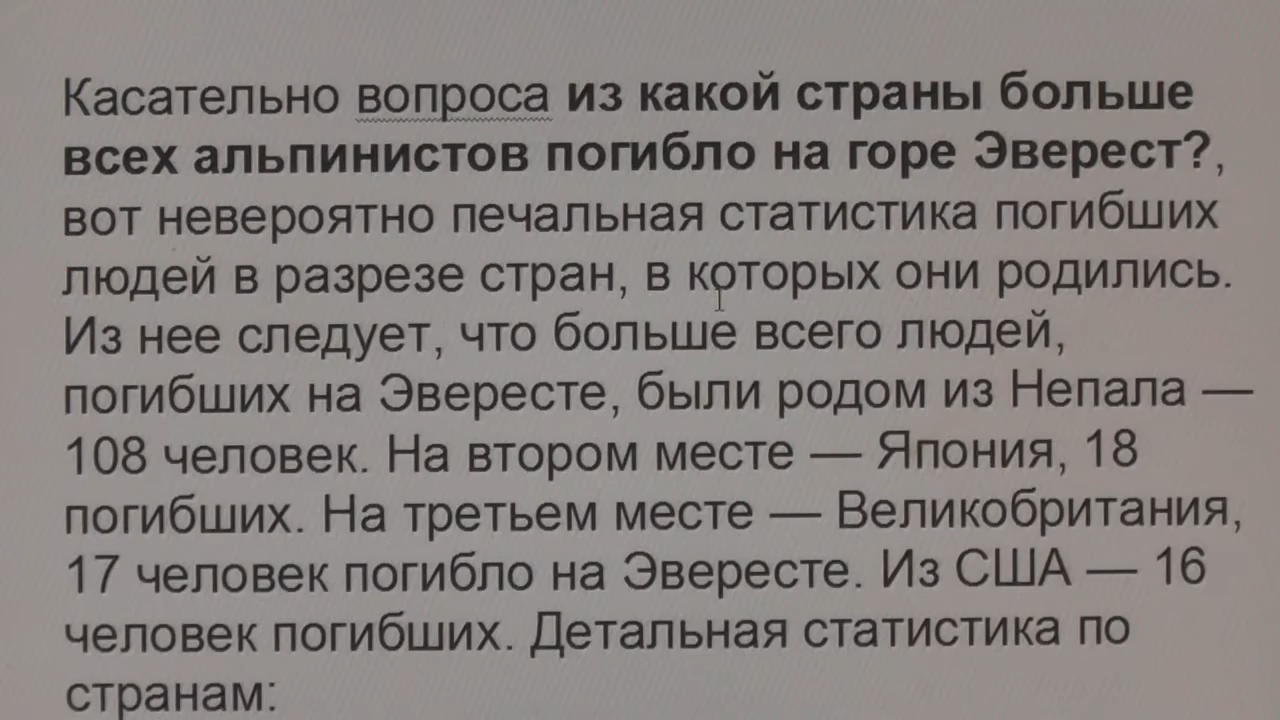 Касательно вопроса из какой страны больше
всех альпинистов погибло на горе Эверест?,
вот невероятно печальная статистика погибших
людей в разрезе стран, в которых они родились.
Из нее следует, что больше всего людей,
погибших на Эвересте, были родом из Непала —
108 человек. На втором месте — Япония, 18
погибших. На третьем месте — Великобритания,
17 человек погибло на Эвересте. Из США — 16
человек погибших. Детальная статистика по
странам: